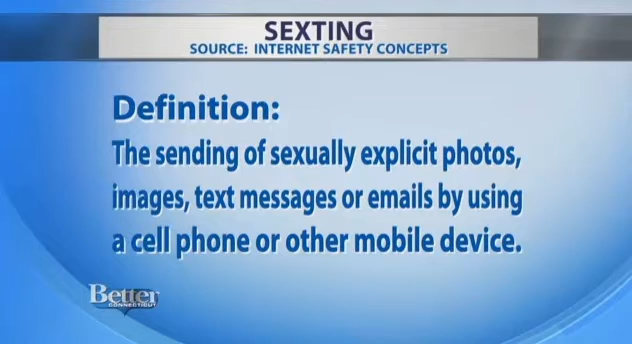 SEXTING
SOURCE: INTERNET SAFETY CONCEPTS
Definition:
The sending of sexually explicit photos,
images, text messages or emails by using
a cell phone or other mobile device.
Better
CONNECTICUT